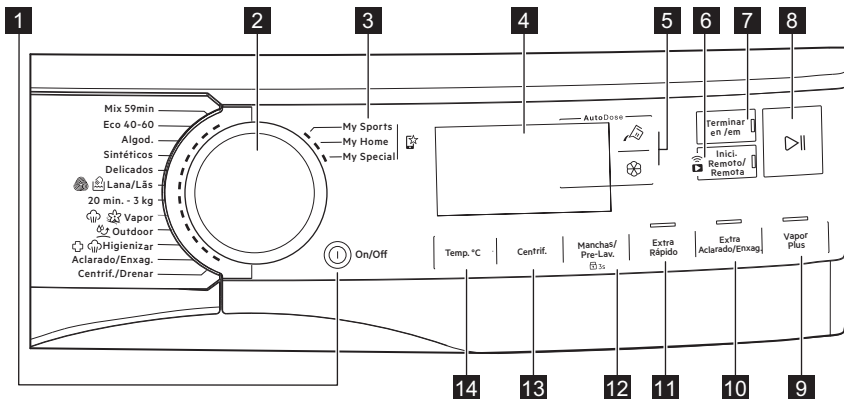 1
2
3
4
5
6
7
8
Mix 59min
Eco 40-60
Algod.
Sintéticos
Delicados
Lana/Lãs
20 min. - 3 kg
Vapor
Outdoor
Higienizar
Aclarado/Enxag.
Centrif./Drenar
My Sports
My Home
My Special
On/Off
AutoDose
Terminar
en /em
Inici.
Remoto/
Remota
Temp. °C
Centrif.
Manchas/
Pre-Lav.
3s
Extra
Rápido
Extra
Aclarado/Enxag.
Vapor
Plus
14
13
12
11
10
9